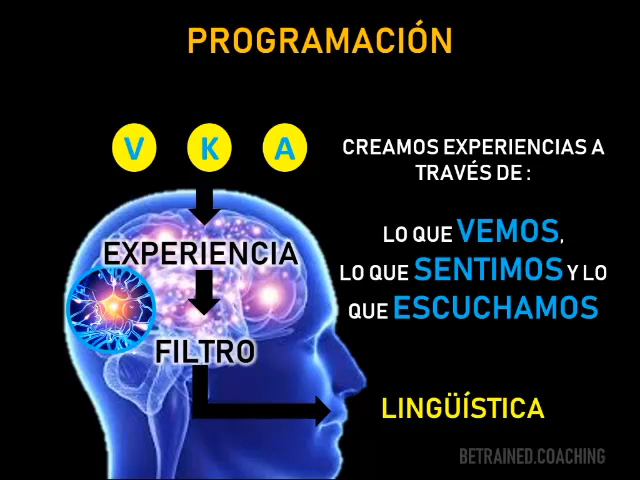 PROGRAMACIÓN
V K A
CREAMOS EXPERIENCIAS A
TRAVÉS DE :
LO QUE VEMOS,
LO QUE SENTIMOS Y LO
QUE ESCUCHAMOS
EXPERIENCIA
FILTRO
LINGÜÍSTICA
BETRAINED.COACHING